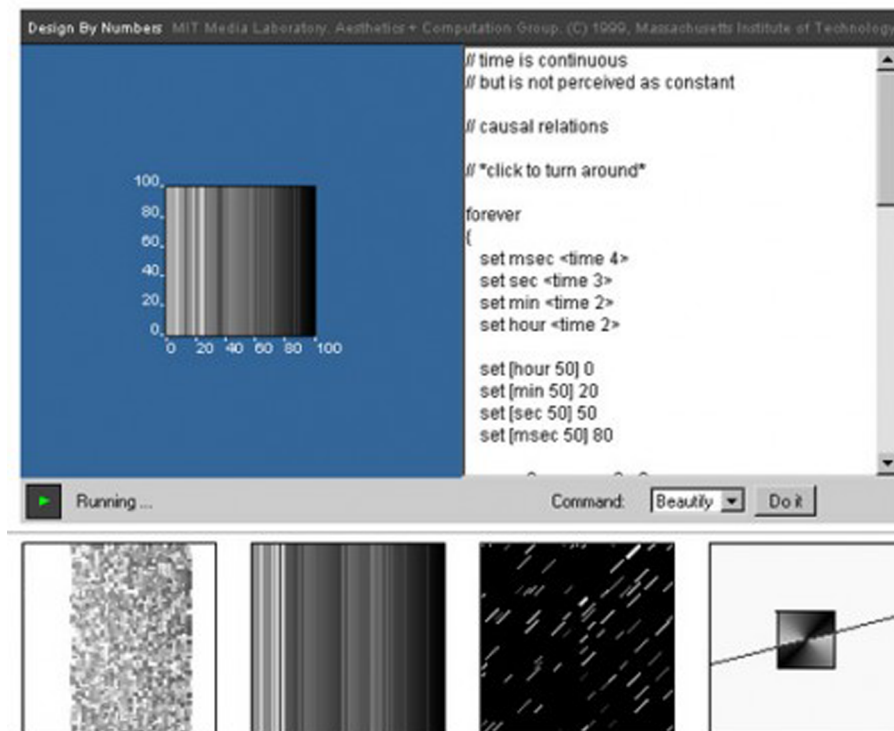 Design By Numbers MIT Media Laboratory. Aesthetics + Computation Group. (C) 1999, Massachusetts Institute of Technology
// time is continuous
// but is not perceived as constant
// causal relations
// *click to turn around*
forever
{
set msec <time 4>
set sec <time 3>
set min <time 2>
set hour <time 2>
set [hour 50] 0
set [min 50] 20
set [sec 50] 50
set [msec 50] 80
100
80
60
40
20
0
0 20 40 60 80 100
Running ...
Command: Beautify Do it